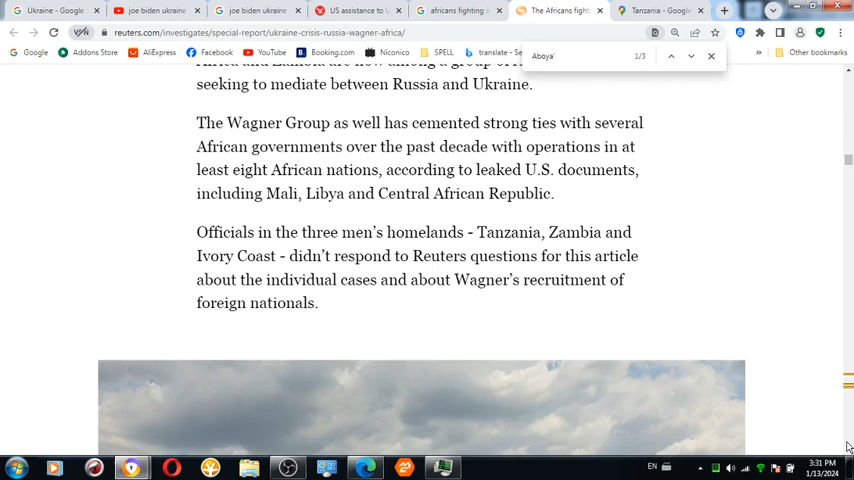 Ukraine - Google
joe biden ukraine
joe biden ukraine
US assistance to U
africans fighting v
The Africans fight
Tanzania - Google
reuters.com/investigates/special-report/ukraine-crisis-russia-wagner-africa/
Google
Addons Store
AliExpress
Facebook
YouTube
Booking.com
Niconico
SPELL
translate - Se
Other bookmarks
Aboya'
1/3
seeking to mediate between Russia and Ukraine.
The Wagner Group as well has cemented strong ties with several
African governments over the past decade with operations in at
least eight African nations, according to leaked U.S. documents,
including Mali, Libya and Central African Republic.
Officials in the three men's homelands - Tanzania, Zambia and
Ivory Coast - didn't respond to Reuters questions for this article
about the individual cases and about Wagner's recruitment of
foreign nationals.
EN
3:31 PM
1/13/2024